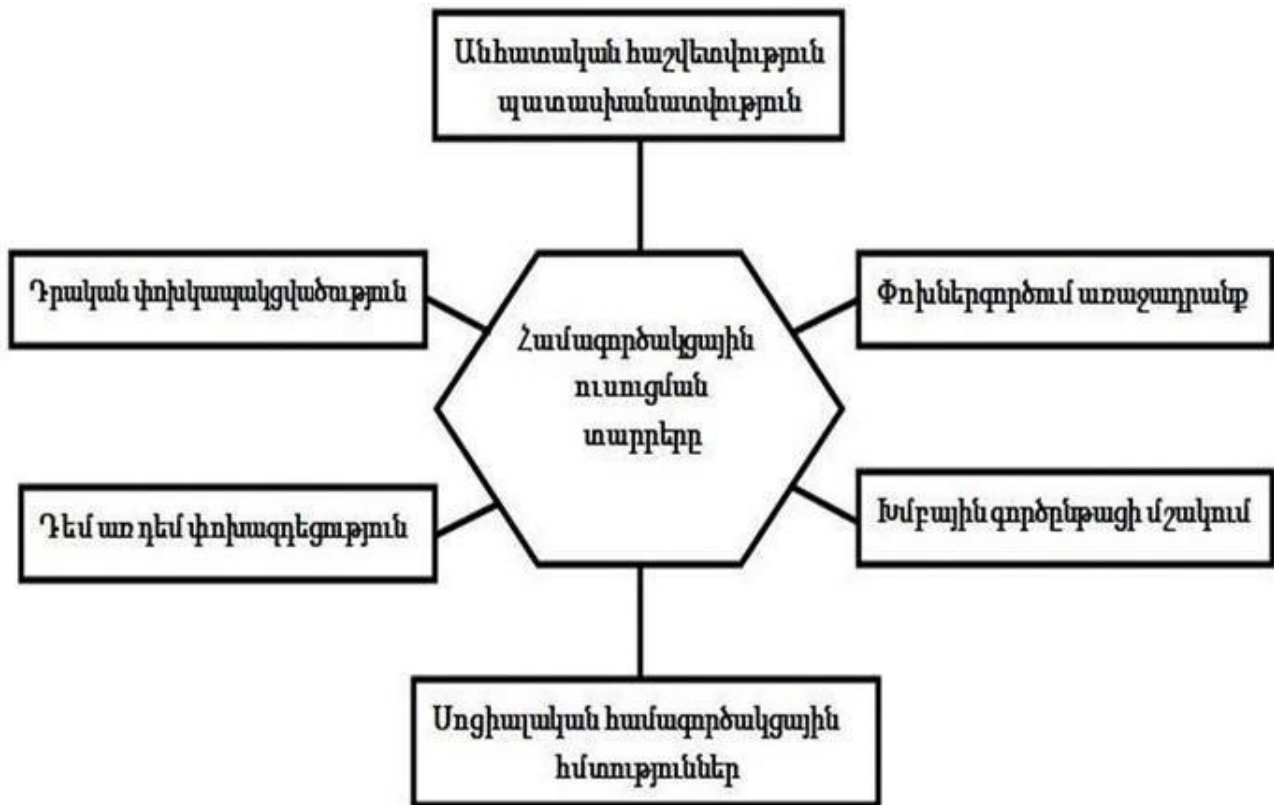 Անհատական հաշվետվություն
պատասխանատվություն
Դրական փոխկապակցվածություն
Փոխներգործում առաջադրանք
Համագործակցային
ուսուցման
տարրերը
Դեմ առ դեմ փոխազդեցություն
Խմբային գործընթացի մշակում
Սոցիալական համագործակցային
հմտություններ